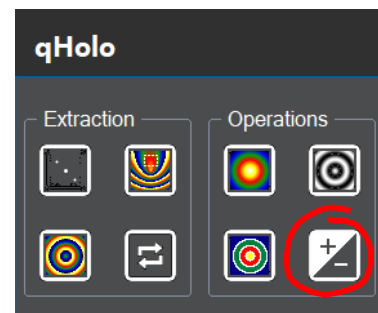 qHolo
Extraction
Operations
+
−